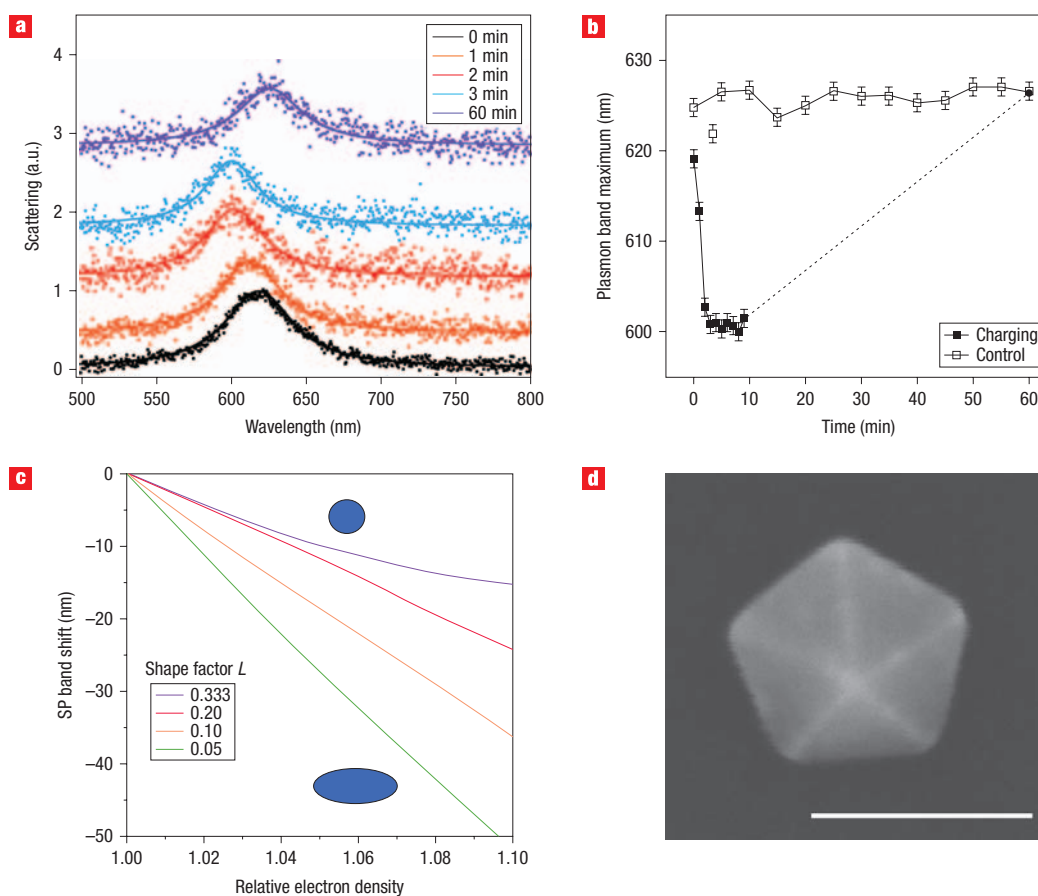 a
4
3
2
1
0
Scattering (a.u.)
500 550 600 650 700 750 800
Wavelength (nm)
0 min
1 min
2 min
3 min
60 min
b
630
620
610
600
Plasmon band maximum (nm)
0 10 20 30 40 50 60
Time (min)
Charging
Control
c
0
–10
–20
–30
–40
–50
SP band shift (nm)
Shape factor L
0.333
0.20
0.10
0.05
1.00 1.02 1.04 1.06 1.08 1.10
Relative electron density
d